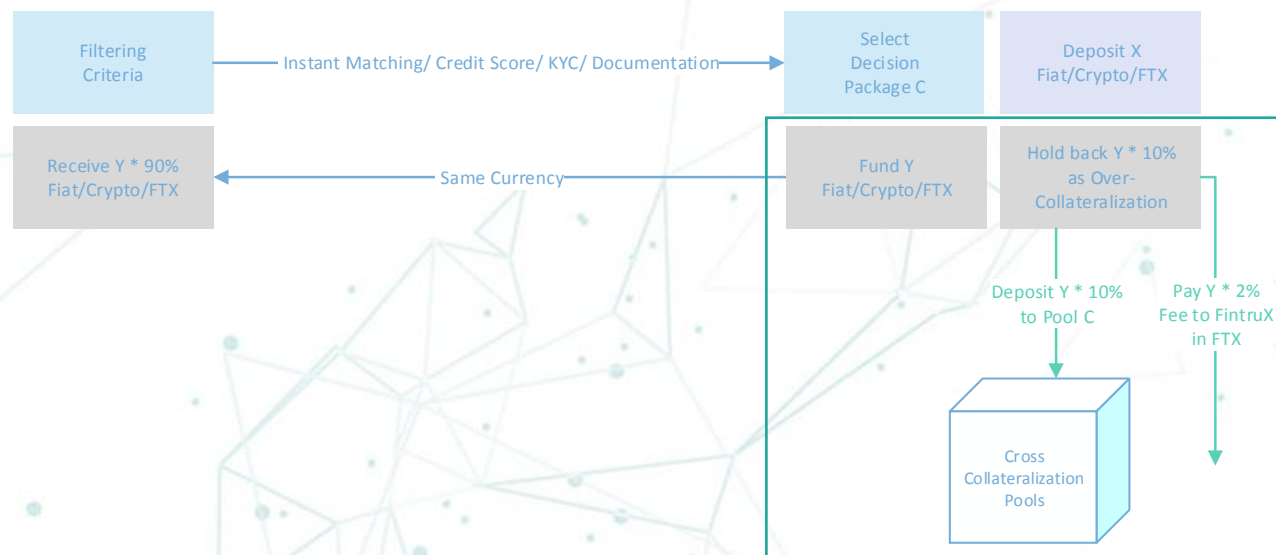 Filtering
Criteria
Instant Matching/ Credit Score/ KYC/ Documentation
Select
Decision
Package C
Deposit X
Fiat/Crypto/FTX
Receive Y * 90%
Fiat/Crypto/FTX
Same Currency
Fund Y
Fiat/Crypto/FTX
Hold back Y * 10%
as Over-
Collateralization
Deposit Y * 10%
to Pool C
Pay Y * 2%
Fee to FintruX
in FTX
Cross
Collateralization
Pools